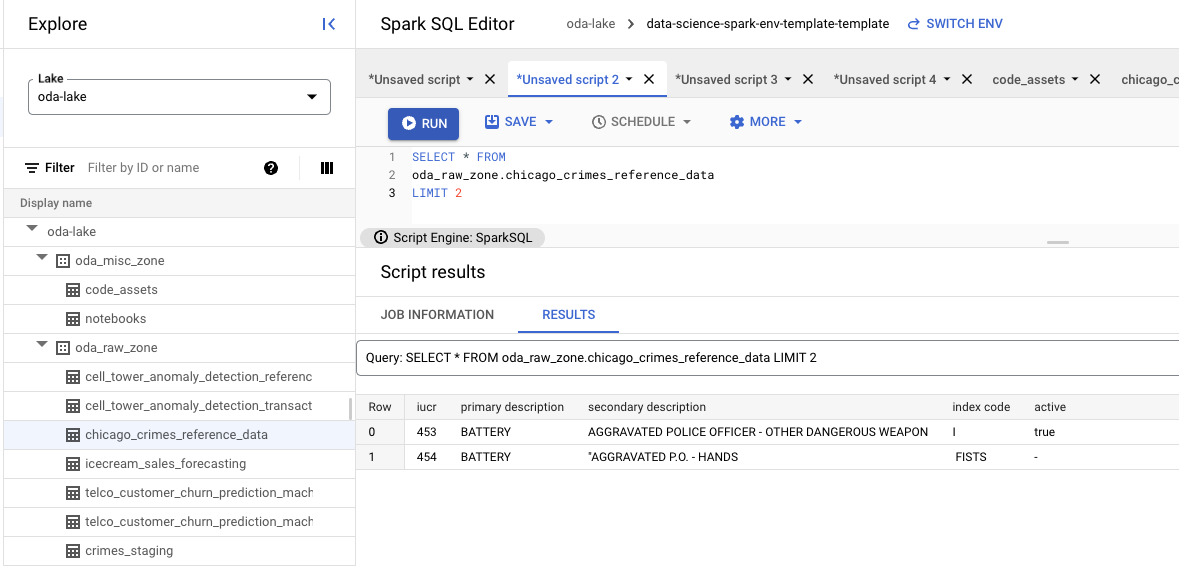 Explore
Lake
oda-lake
Filter Filter by ID or name
Display name
oda-lake
oda_misc_zone
code_assets
notebooks
oda_raw_zone
cell_tower_anomaly_detection_referenc
cell_tower_anomaly_detection_transact
chicago_crimes_reference_data
icecream_sales_forecasting
telco_customer_churn_prediction_mach
telco_customer_churn_prediction_mach
crimes_staging
Spark SQL Editor oda-lake data-science-spark-env-template-template SWITCH ENV
*Unsaved script *Unsaved script 2 *Unsaved script 3 *Unsaved script 4 code_assets chicago_c
RUN SAVE SCHEDULE MORE
1 SELECT * FROM
2 oda_raw_zone.chicago_crimes_reference_data
3 LIMIT 2
Script Engine: SparkSQL
Script results
JOB INFORMATION RESULTS
Query: SELECT * FROM oda_raw_zone.chicago_crimes_reference_data LIMIT 2
Row iucr primary description secondary description index code active
0 453 BATTERY AGGRAVATED POLICE OFFICER - OTHER DANGEROUS WEAPON I true
1 454 BATTERY "AGGRAVATED P.O. - HANDS FISTS -